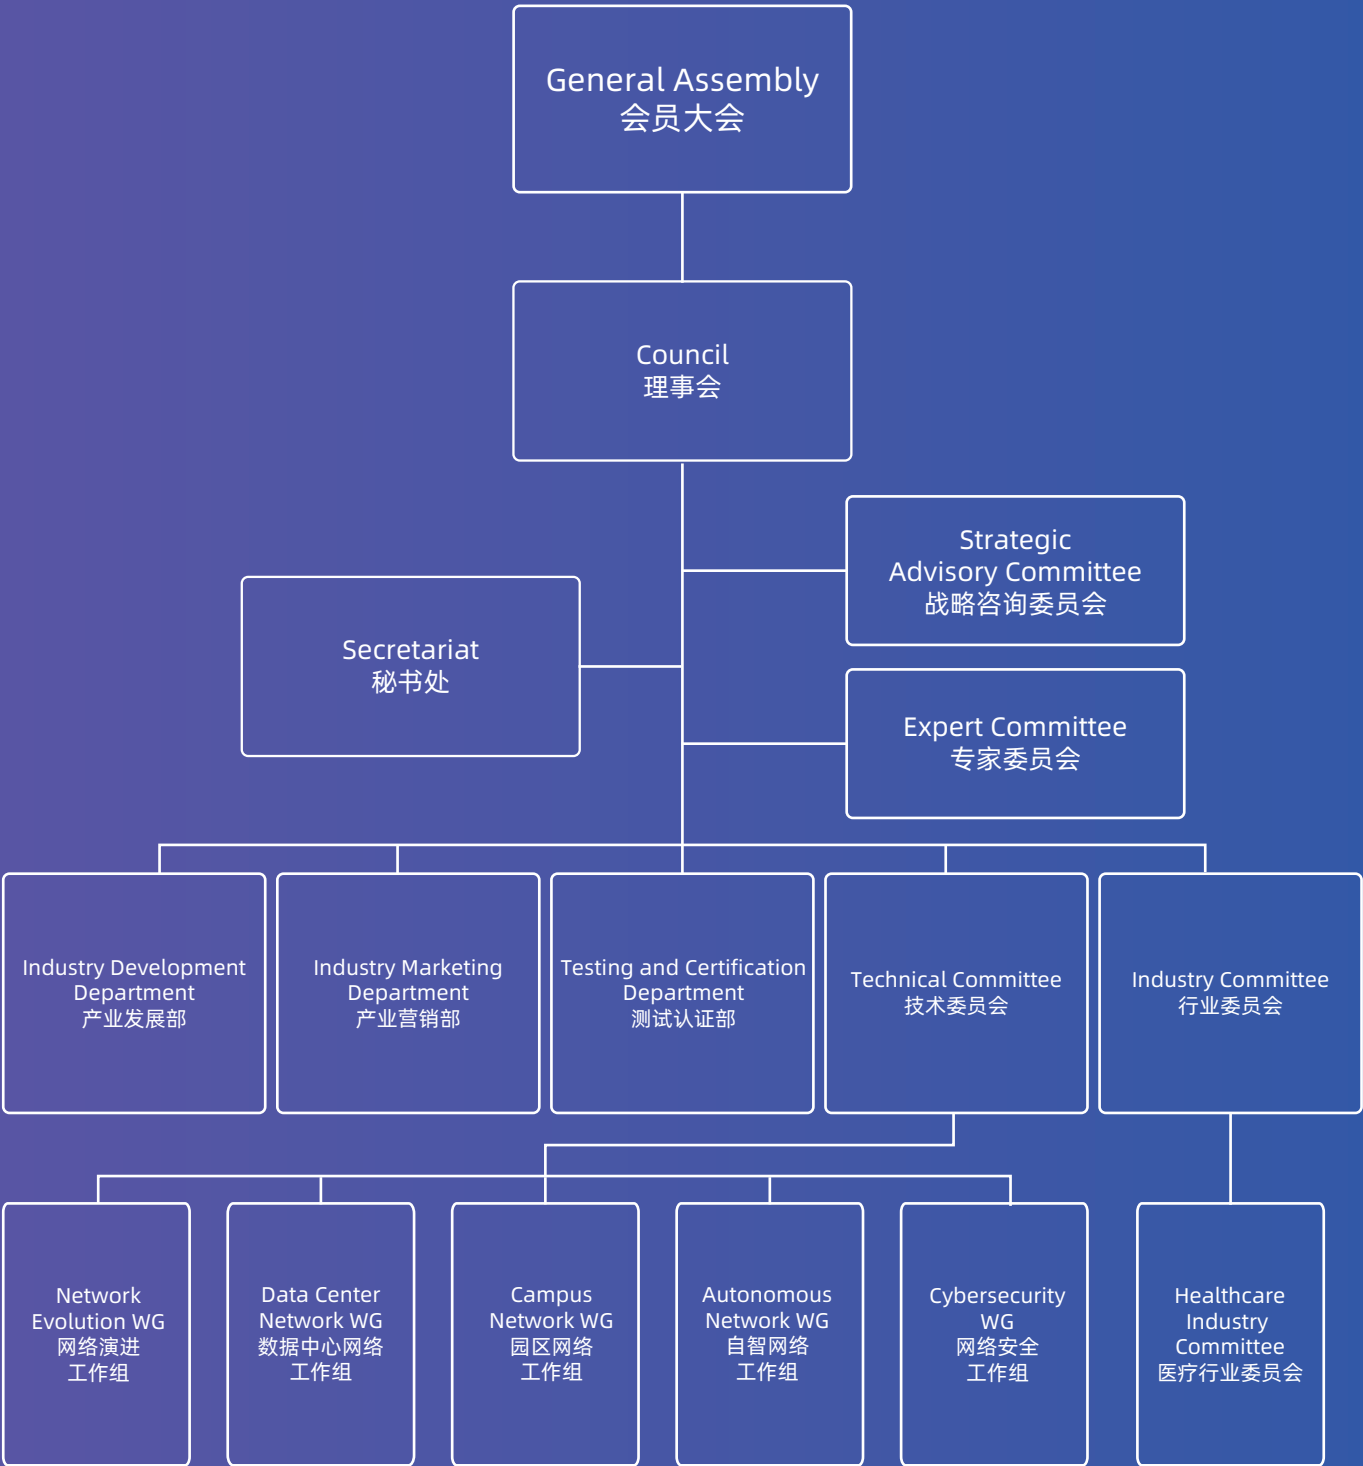 General Assembly
会员大会
Council
理事会
Strategic
Advisory Committee
战略咨询委员会
Secretariat
秘书处
Expert Committee
专家委员会
Industry Development
Department
产业发展部
Industry Marketing
Department
产业营销部
Testing and Certification
Department
测试认证部
Technical Committee
技术委员会
Industry Committee
行业委员会
Network
Evolution WG
网络演进
工作组
Data Center
Network WG
数据中心网络
工作组
Campus
Network WG
园区网络
工作组
Autonomous
Network WG
自智网络
工作组
Cybersecurity
WG
网络安全
工作组
Healthcare
Industry
Committee
医疗行业委员会